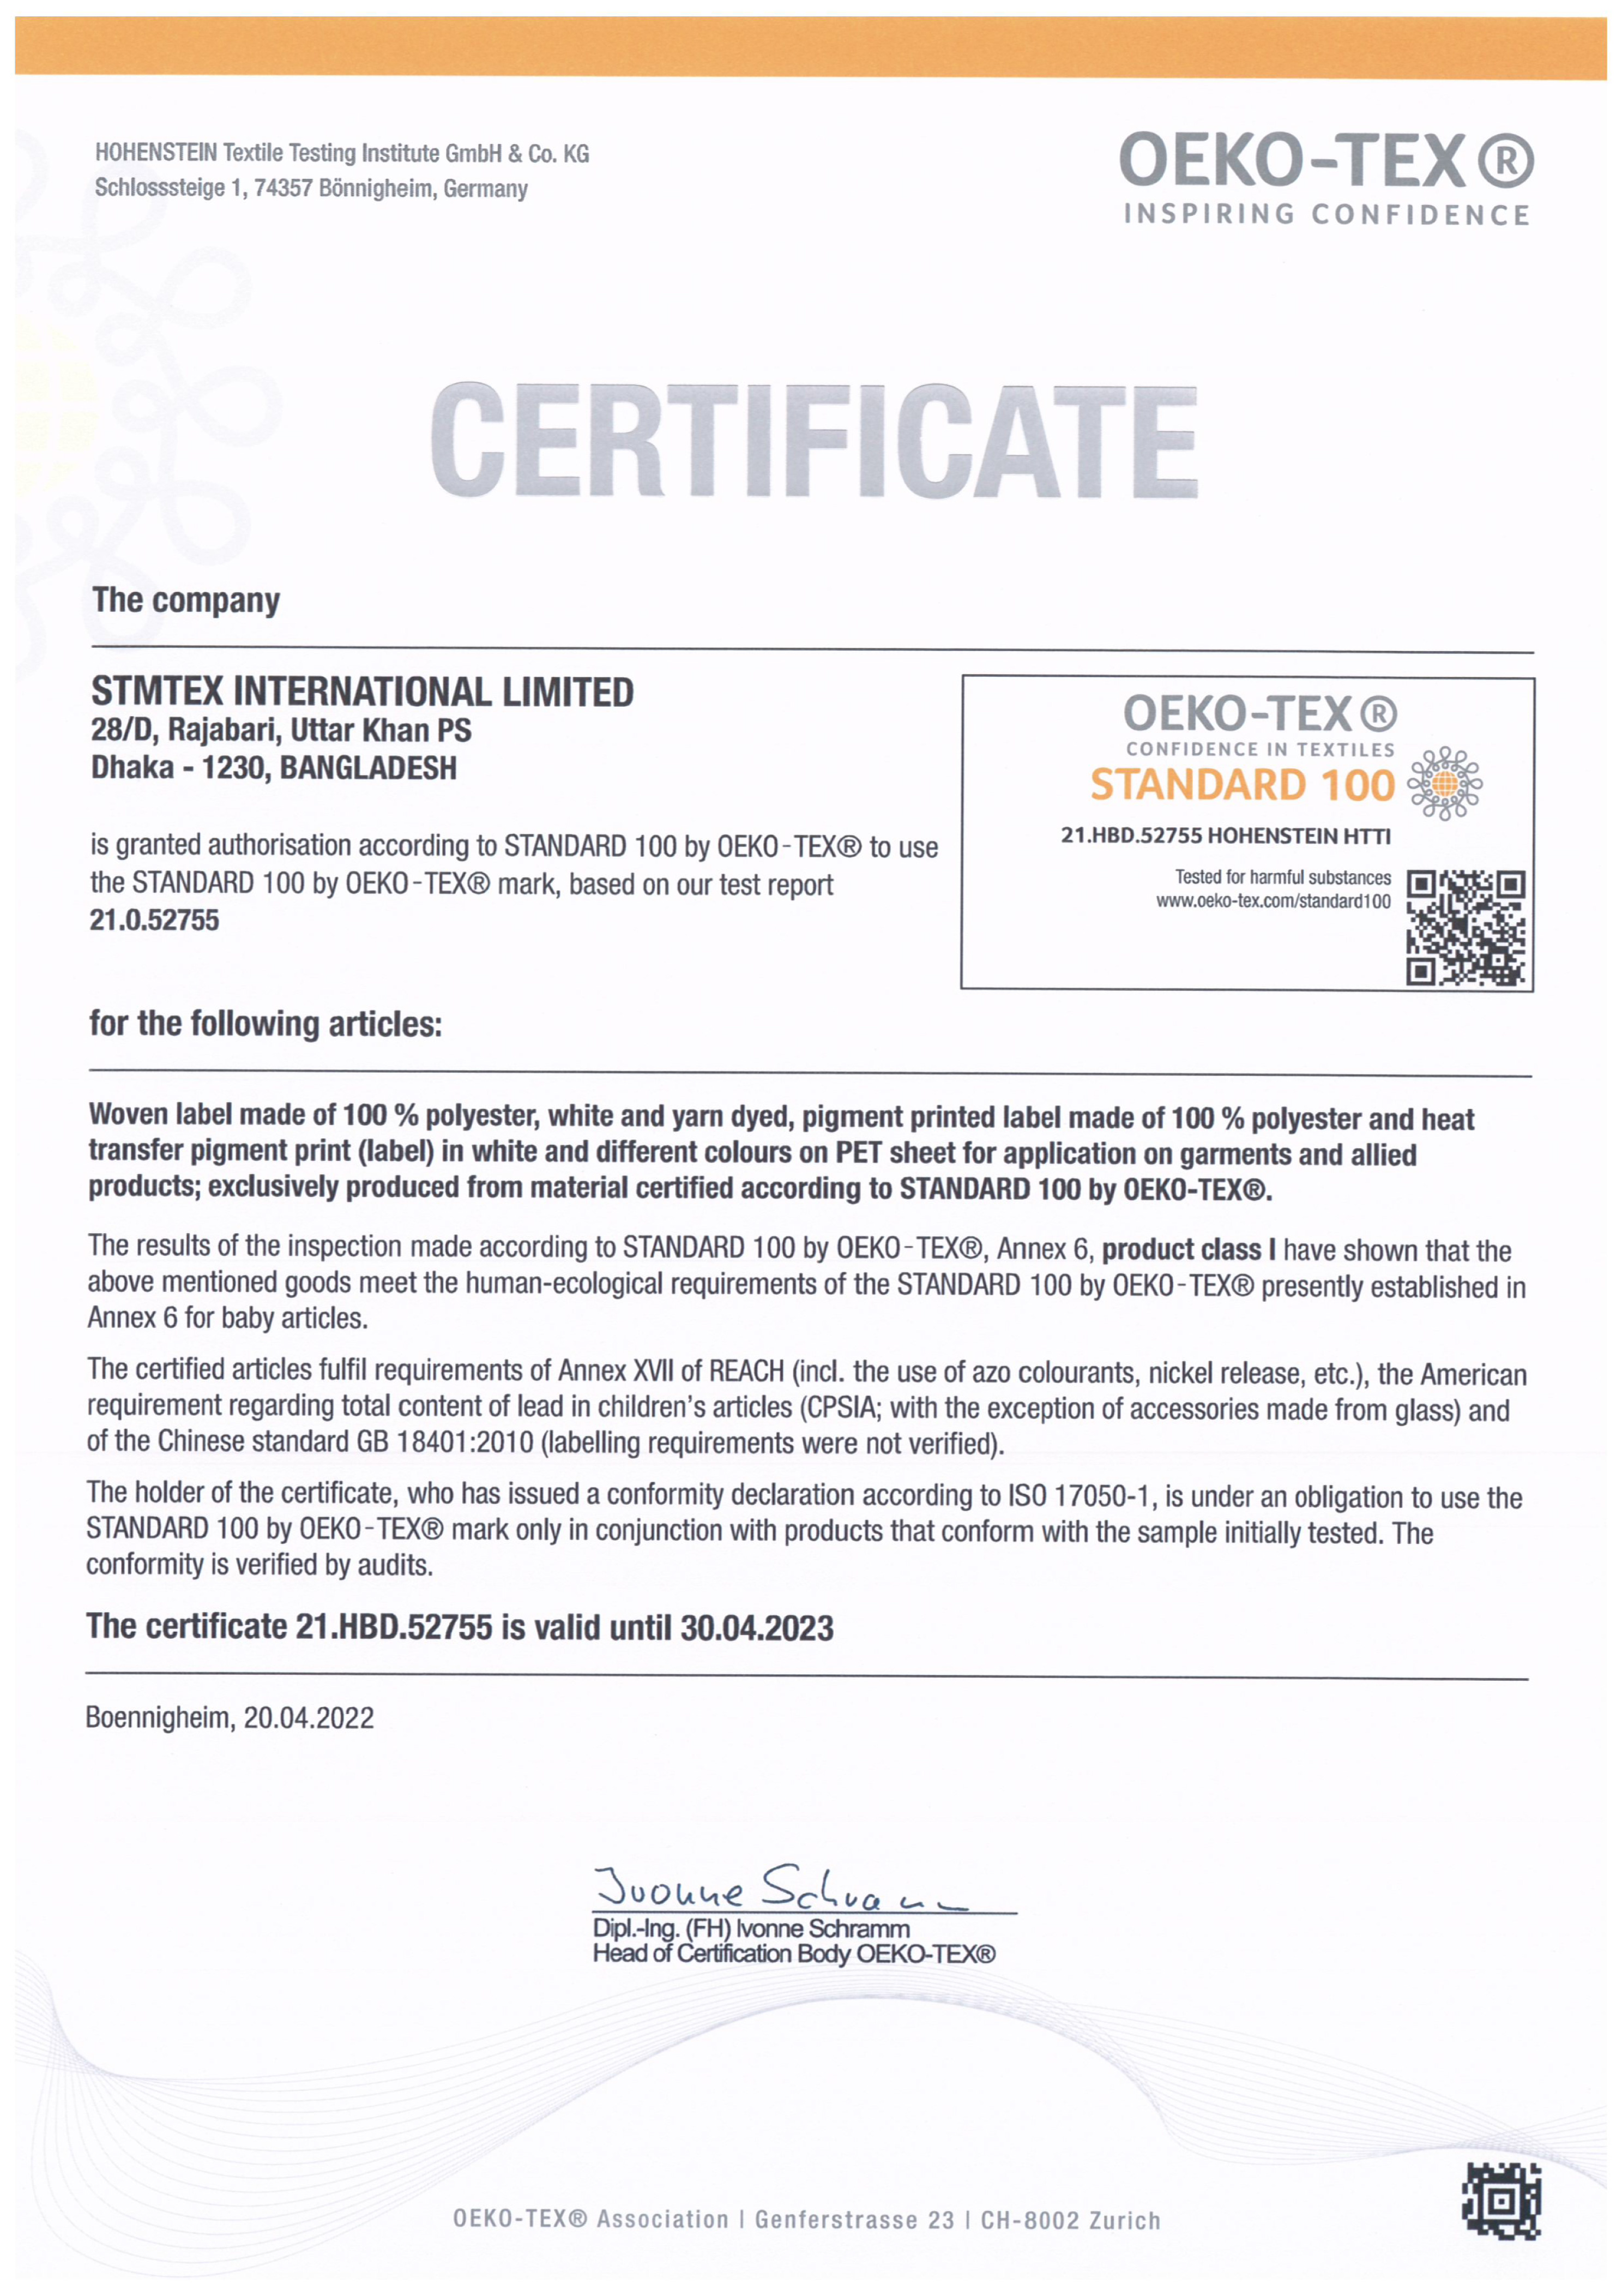 HOHENSTEIN Textile Testing Institute GmbH & Co. KG
Schlosssteige 1, 74357 Bönnigheim, Germany
OEKO-TEX®
INSPIRING CONFIDENCE
CERTIFICATE
The company
STMTEX INTERNATIONAL LIMITED
28/D, Rajabari, Uttar Khan PS
Dhaka - 1230, BANGLADESH
is granted authorisation according to STANDARD 100 by OEKO-TEX® to use
the STANDARD 100 by OEKO-TEX® mark, based on our test report
21.0.52755
OEKO-TEX®
CONFIDENCE IN TEXTILES
STANDARD 100
21.HBD.52755 HOHENSTEIN HTTI
Tested for harmful substances
www.oeko-tex.com/standard100
for the following articles:
Woven label made of 100 % polyester, white and yarn dyed, pigment printed label made of 100 % polyester and heat
transfer pigment print (label) in white and different colours on PET sheet for application on garments and allied
products; exclusively produced from material certified according to STANDARD 100 by OEKO-TEX®.
The results of the inspection made according to STANDARD 100 by OEKO-TEX®, Annex 6, product class I have shown that the
above mentioned goods meet the human-ecological requirements of the STANDARD 100 by OEKO-TEX® presently established in
Annex 6 for baby articles.
The certified articles fulfil requirements of Annex XVII of REACH (incl. the use of azo colourants, nickel release, etc.), the American
requirement regarding total content of lead in children's articles (CPSIA; with the exception of accessories made from glass) and
of the Chinese standard GB 18401:2010 (labelling requirements were not verified).
The holder of the certificate, who has issued a conformity declaration according to ISO 17050-1, is under an obligation to use the
STANDARD 100 by OEKO-TEX® mark only in conjunction with products that conform with the sample initially tested. The
conformity is verified by audits.
The certificate 21.HBD.52755 is valid until 30.04.2023
Boennigheim, 20.04.2022
Ivonne Schramm
Dipl.-Ing. (FH) Ivonne Schramm
Head of Certification Body OEKO-TEX®
OEKO-TEX® Association | Genferstrasse 23 | CH-8002 Zurich